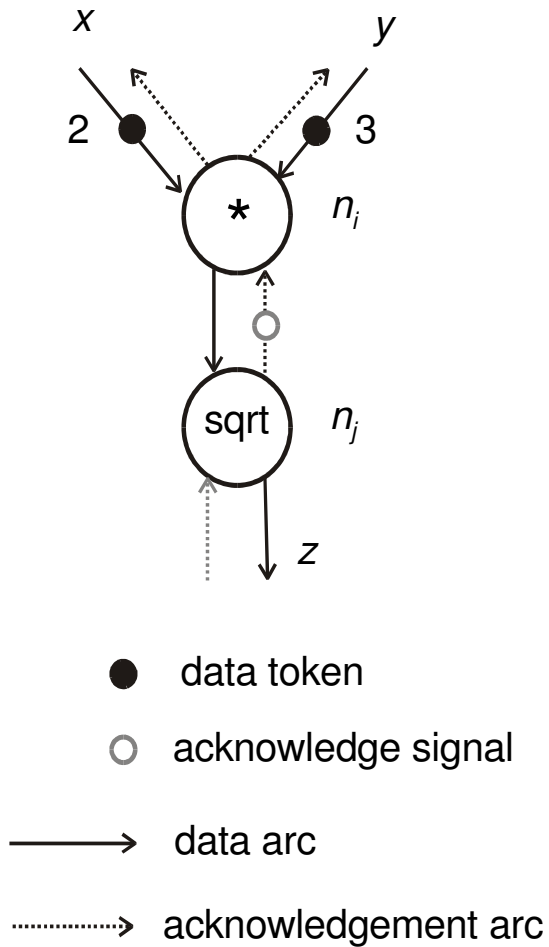 x y
2 3
* n_i
sqrt n_j
z
data token
acknowledge signal
data arc
acknowledgement arc